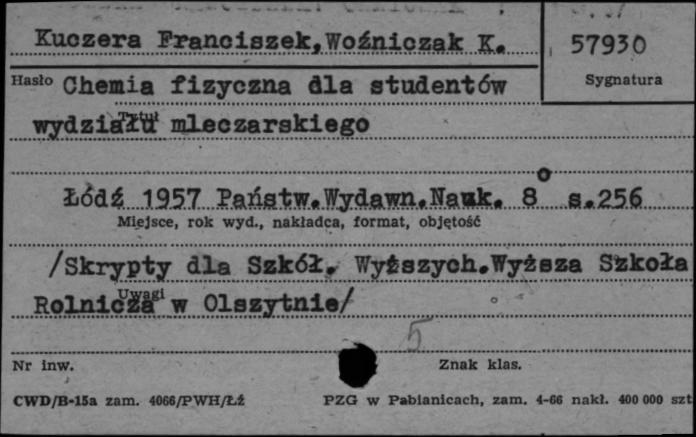 Kuczera Franciszek,Woźniczak K. 57930
Hasło Sygnatura
Chemia fizyczna dla studentów
Tytuł
wydziału mleczarskiego
Łódź 1957 Państw.Wydawn.Nauk. 8° s.256
Miejsce, rok wyd., nakładca, format, objętość
/Skrypty dla Szkół. Wyższych.Wyższa Szkoła
Uwagi
Rolnicza w Olsztynie/
5
Nr inw. Znak klas.
CWD/B-15a zam. 4066/PWH/Łź PZG w Pabianicach, zam. 4-66 nakł. 400 000 szt